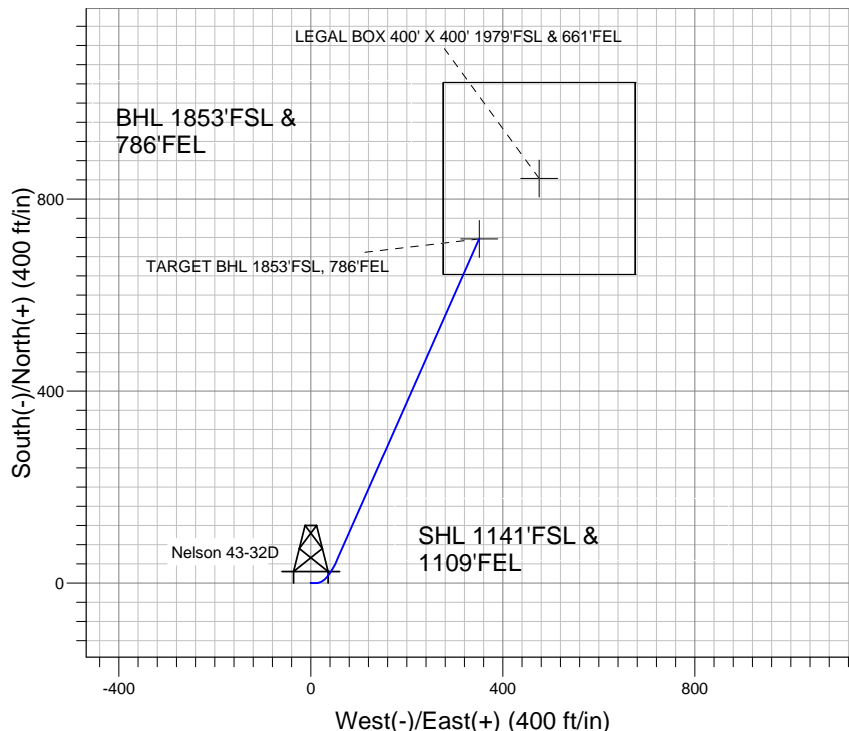 LEGAL BOX 400' X 400' 1979'FSL & 661'FEL
BHL 1853'FSL &
786'FEL
TARGET BHL 1853'FSL, 786'FEL
SHL 1141'FSL &
1109'FEL
Nelson 43-32D
South(-)/North(+) (400 ft/in)
800
400
0
-400
0
400
800
West(-)/East(+) (400 ft/in)